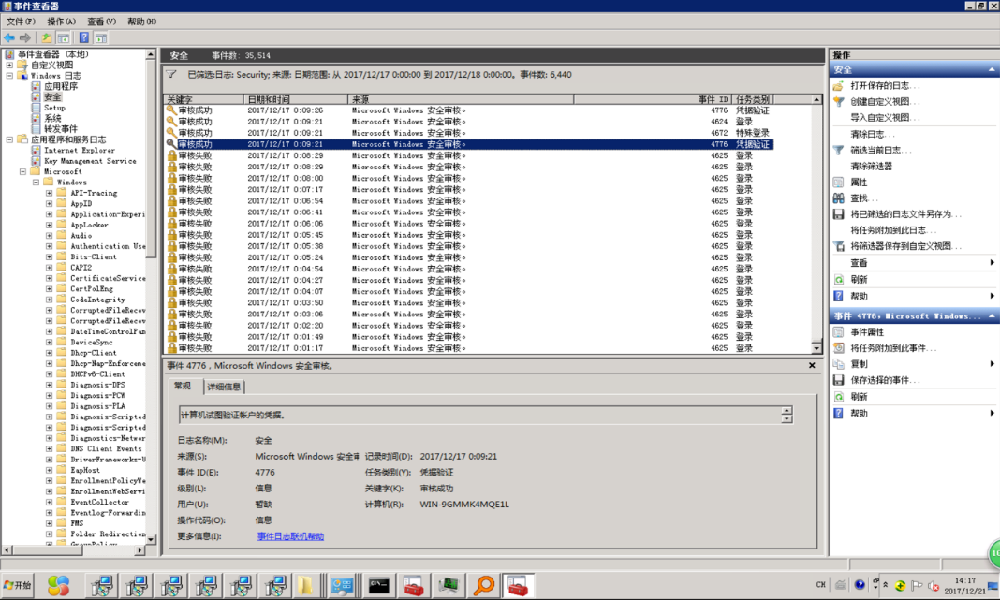 事件查看器
文件(F) 操作(A) 查看(V) 帮助(H)
事件查看器 (本地)
自定义视图
Windows 日志
应用程序
安全
Setup
系统
转发事件
应用程序和服务日志
Internet Explorer
Key Management Service
Microsoft
Windows
API-Tracing
AppID
Application-Experi
AppLocker
Audio
Authentication Use
Bits-Client
CAPI2
CertificateService
CertPolEng
CodeIntegrity
CorruptedFileRecov
CorruptedFileRecov
DateTimeControlPan
DeviceSync
Dhcp-Client
Dhcp-Nap-Enforceme
DHCPv6-Client
Diagnosis-DPS
Diagnosis-PCW
Diagnosis-PLA
Diagnosis-Scripted
Diagnosis-Scripted
Diagnostics-Networ
DNS Client Events
DriverFrameworks-U
EapHost
EnrollmentPolicyWe
EnrollmentWebServi
EventCollector
Eventlog-Forwardin
FMS
Folder Redirection
GroupPolicy
安全 事件数: 35,514
已筛选:日志: Security; 来源: 日期范围: 从 2017/12/17 0:00:00 到 2017/12/18 0:00:00。事件数: 6,440
关键字 日期和时间 来源 事件 ID 任务类别
审核成功 2017/12/17 0:09:26 Microsoft Windows 安全审核。 4776 凭据验证
审核成功 2017/12/17 0:09:21 Microsoft Windows 安全审核。 4624 登录
审核成功 2017/12/17 0:09:21 Microsoft Windows 安全审核。 4672 特殊登录
审核成功 2017/12/17 0:09:21 Microsoft Windows 安全审核。 4776 凭据验证
审核失败 2017/12/17 0:08:29 Microsoft Windows 安全审核。 4625 登录
审核失败 2017/12/17 0:08:29 Microsoft Windows 安全审核。 4625 登录
审核失败 2017/12/17 0:08:00 Microsoft Windows 安全审核。 4625 登录
审核失败 2017/12/17 0:07:17 Microsoft Windows 安全审核。 4625 登录
审核失败 2017/12/17 0:06:54 Microsoft Windows 安全审核。 4625 登录
审核失败 2017/12/17 0:06:41 Microsoft Windows 安全审核。 4625 登录
审核失败 2017/12/17 0:06:06 Microsoft Windows 安全审核。 4625 登录
审核失败 2017/12/17 0:05:45 Microsoft Windows 安全审核。 4625 登录
审核失败 2017/12/17 0:05:38 Microsoft Windows 安全审核。 4625 登录
审核失败 2017/12/17 0:05:24 Microsoft Windows 安全审核。 4625 登录
审核失败 2017/12/17 0:04:54 Microsoft Windows 安全审核。 4625 登录
审核失败 2017/12/17 0:04:27 Microsoft Windows 安全审核。 4625 登录
审核失败 2017/12/17 0:04:07 Microsoft Windows 安全审核。 4625 登录
审核失败 2017/12/17 0:03:50 Microsoft Windows 安全审核。 4625 登录
审核失败 2017/12/17 0:03:06 Microsoft Windows 安全审核。 4625 登录
审核失败 2017/12/17 0:02:20 Microsoft Windows 安全审核。 4625 登录
审核失败 2017/12/17 0:01:49 Microsoft Windows 安全审核。 4625 登录
审核失败 2017/12/17 0:01:17 Microsoft Windows 安全审核。 4625 登录
事件 4776，Microsoft Windows 安全审核。
常规 详细信息
计算机试图验证帐户的凭据。
日志名称(M): 安全
来源(S): Microsoft Windows 安全审 记录时间(D): 2017/12/17 0:09:21
事件 ID(E): 4776 任务类别(Y): 凭据验证
级别(L): 信息 关键字(K): 审核成功
用户(U): 暂缺 计算机(R): WIN-9GMMK4MQE1L
操作代码(O): 信息
更多信息(I): 事件日志联机帮助
操作
安全
打开保存的日志...
创建自定义视图...
导入自定义视图...
清除日志...
筛选当前日志...
清除筛选器
属性
查找...
将已筛选的日志文件另存为...
将任务附加到此日志...
将筛选器保存到自定义视图...
查看
刷新
帮助
事件 4776，Microsoft Windows...
事件属性
将任务附加到此事件...
复制
保存选择的事件...
刷新
帮助
开始
CH
14:17
2017/12/21